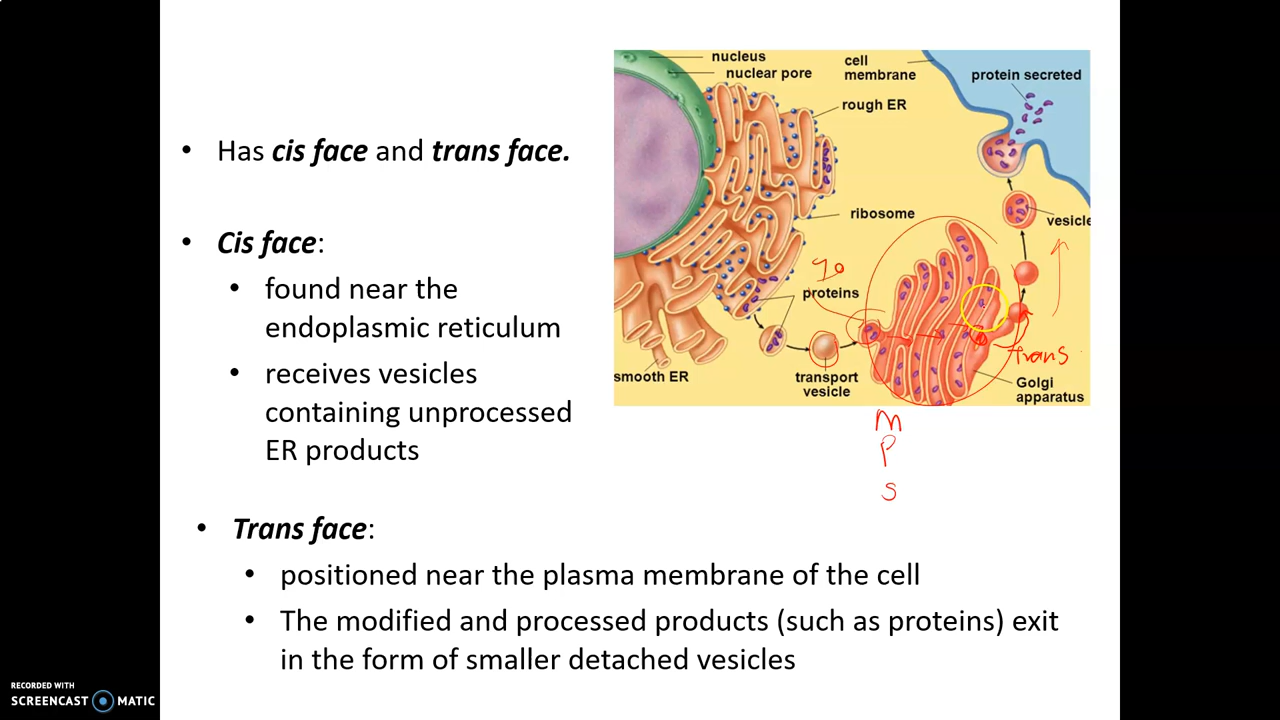 • Has cis face and trans face.
• Cis face:
• found near the
endoplasmic reticulum
• receives vesicles
containing unprocessed
ER products
• Trans face:
• positioned near the plasma membrane of the cell
• The modified and processed products (such as proteins) exit
in the form of smaller detached vesicles
nucleus
nuclear pore
cell
membrane
protein secreted
rough ER
ribosome
vesicle
proteins
smooth ER
transport
vesicle
Golgi
apparatus
trans
M
P
S
RECORDED WITH
SCREENCAST MATIC